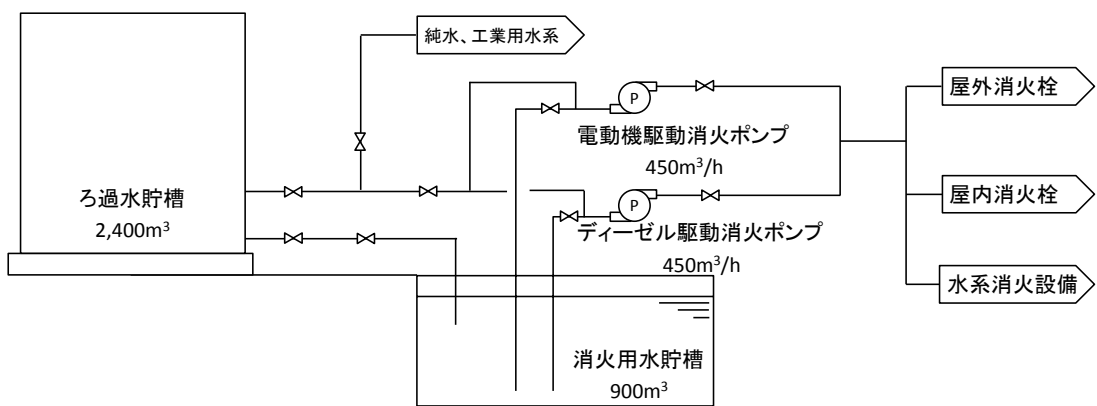 純水、工業用水系
P
電動機駆動消火ポンプ
450m³/h
屋外消火栓
ろ過水貯槽
2,400m³
P
ディーゼル駆動消火ポンプ
450m³/h
屋内消火栓
水系消火設備
消火用水貯槽
900m³